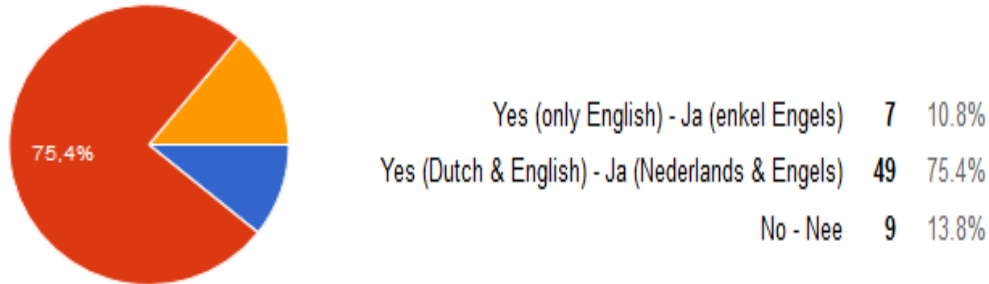 Yes (only English) - Ja (enkel Engels) 7 10.8%
75,4%
Yes (Dutch & English) - Ja (Nederlands & Engels) 49 75.4%
No - Nee 9 13.8%